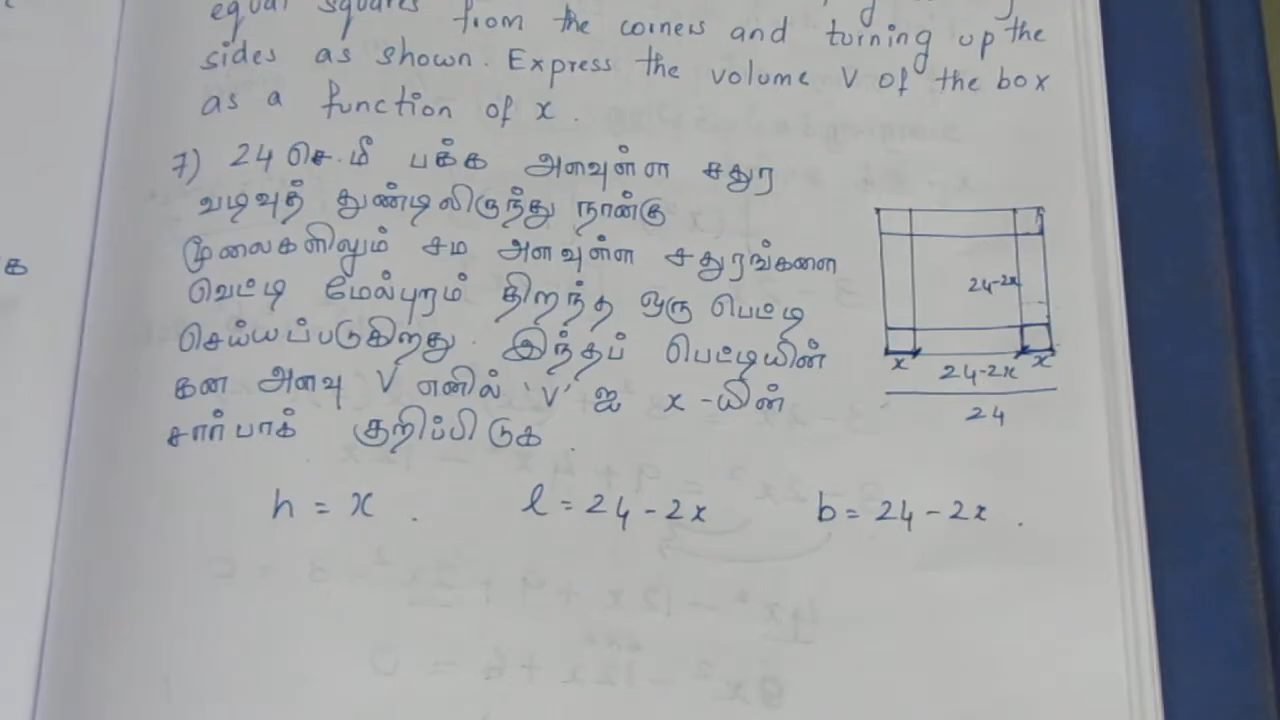 equal squares from the corners and turning up the
sides as shown. Express the volume V of the box
as a function of x.
7) 24 செ.மீ பக்க அளவுள்ள சதுர
வடிவுத் துண்டிலிருந்து நான்கு
மூலைகளிலும் சம அளவுள்ள சதுரங்களை
வெட்டி மேல்புறம் திறந்த ஒரு பெட்டி
செய்யப்படுகிறது. இந்தப் பெட்டியின்
கன அளவு V எனில் 'V' ஐ x -யின்
சார்பாக் குறிப்பிடுக.
24-2x
x 24-2x x
24
h = x. l = 24 - 2x b = 24 - 2x.